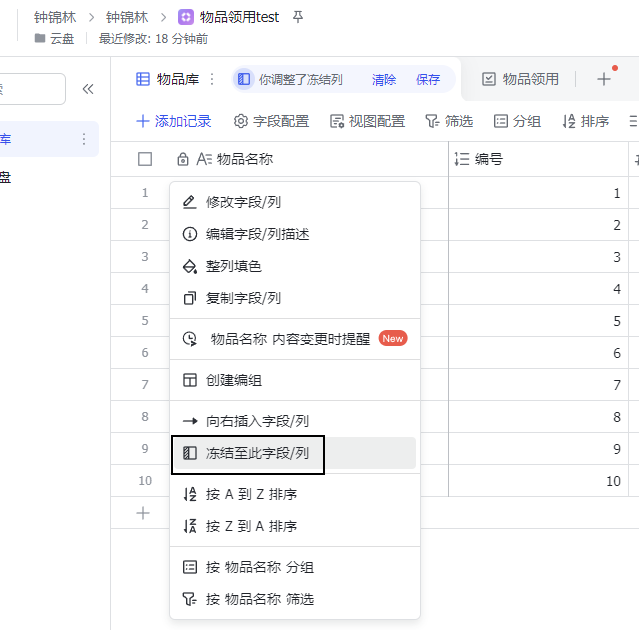 钟锦林 > 钟锦林 > 物品领用test
云盘 最近修改: 18 分钟前
物品库 你调整了冻结列 清除 保存 物品领用
库
添加记录 字段配置 视图配置 筛选 分组 排序
盘
物品名称 编号
1 1
2 2
3 3
4 4
5 5
6 6
7 7
8 8
9 9
10 10
修改字段/列
编辑字段/列描述
整列填色
复制字段/列
物品名称 内容变更时提醒 New
创建编组
向右插入字段/列
冻结至此字段/列
按 A 到 Z 排序
按 Z 到 A 排序
按 物品名称 分组
按 物品名称 筛选